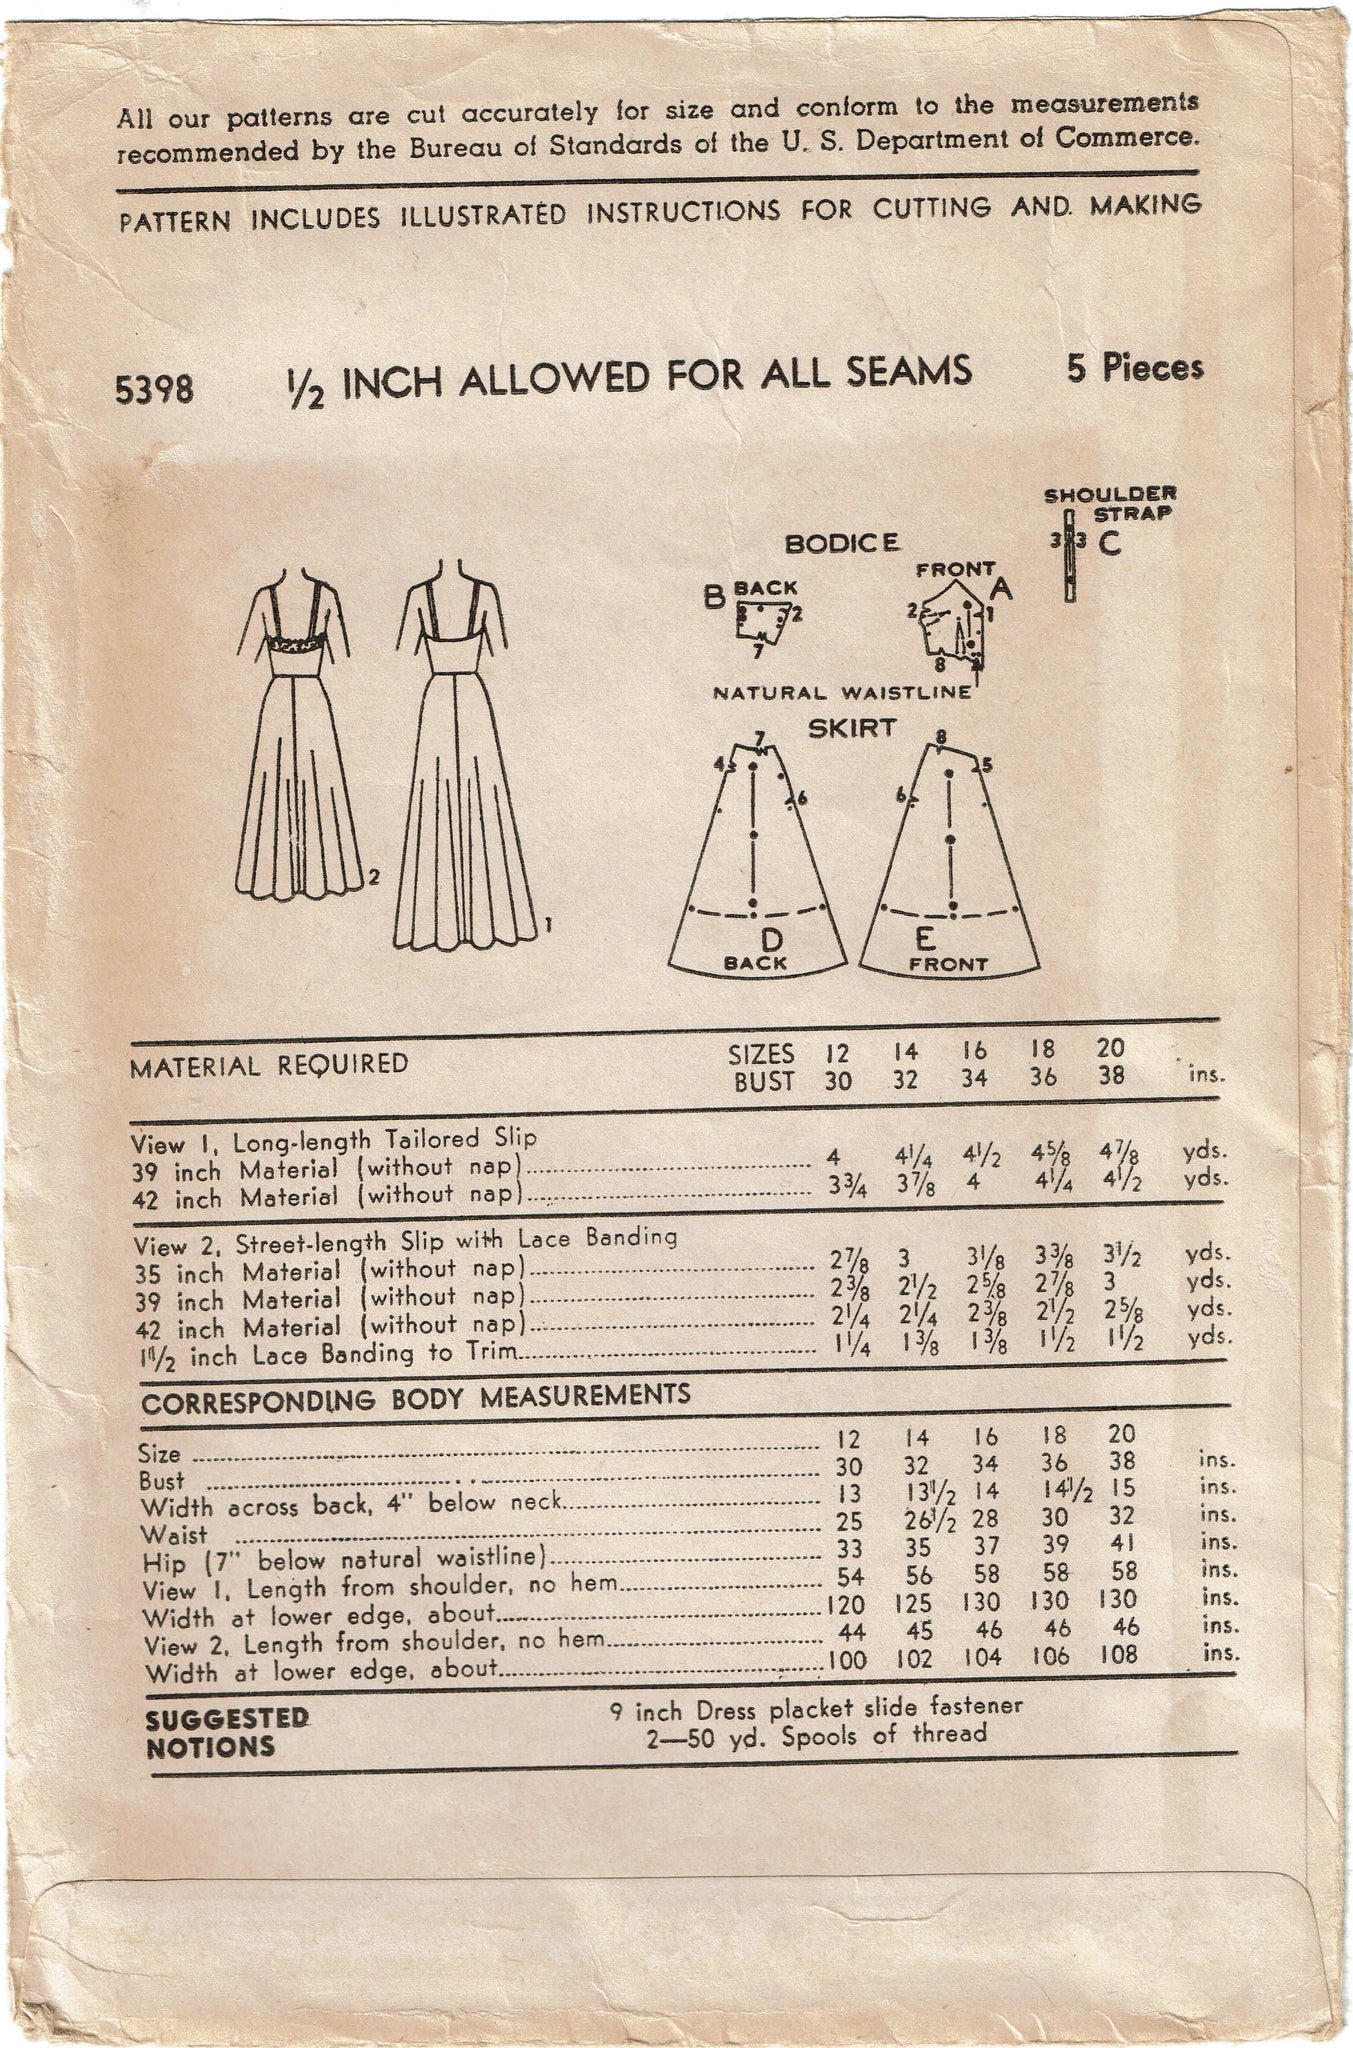 All our patterns are cut accurately for size and conform to the measurements
recommended by the Bureau of Standards of the U. S. Department of Commerce.
PATTERN INCLUDES ILLUSTRATED INSTRUCTIONS FOR CUTTING AND. MAKING
5398 1/2 INCH ALLOWED FOR ALL SEAMS 5 Pieces
SHOULDER
STRAP
3 3 C
BODICE
B BACK
2
7
FRONT
A
2 1
8
NATURAL WAISTLINE
SKIRT
7
4
6
D
BACK
8
5
6
E
FRONT
2
1
MATERIAL REQUIRED SIZES 12 14 16 18 20
BUST 30 32 34 36 38 ins.
View 1, Long-length Tailored Slip
39 inch Material (without nap) 4 4 1/4 4 1/2 4 5/8 4 7/8 yds.
42 inch Material (without nap) 3 3/4 3 7/8 4 4 1/4 4 1/2 yds.
View 2, Street-length Slip with Lace Banding
35 inch Material (without nap) 2 7/8 3 3 1/8 3 3/8 3 1/2 yds.
39 inch Material (without nap) 2 3/8 2 1/2 2 5/8 2 7/8 3 yds.
42 inch Material (without nap) 2 1/4 2 1/4 2 3/8 2 1/2 2 5/8 yds.
1 1/2 inch Lace Banding to Trim 1 1/4 1 3/8 1 3/8 1 1/2 1 1/2 yds.
CORRESPONDING BODY MEASUREMENTS
Size 12 14 16 18 20
Bust 30 32 34 36 38 ins.
Width across back, 4" below neck 13 13 1/2 14 14 1/2 15 ins.
Waist 25 26 1/2 28 30 32 ins.
Hip (7" below natural waistline) 33 35 37 39 41 ins.
View 1, Length from shoulder, no hem 54 56 58 58 58 ins.
Width at lower edge, about 120 125 130 130 130 ins.
View 2, Length from shoulder, no hem 44 45 46 46 46 ins.
Width at lower edge, about 100 102 104 106 108 ins.
SUGGESTED
NOTIONS
9 inch Dress placket slide fastener
2—50 yd. Spools of thread